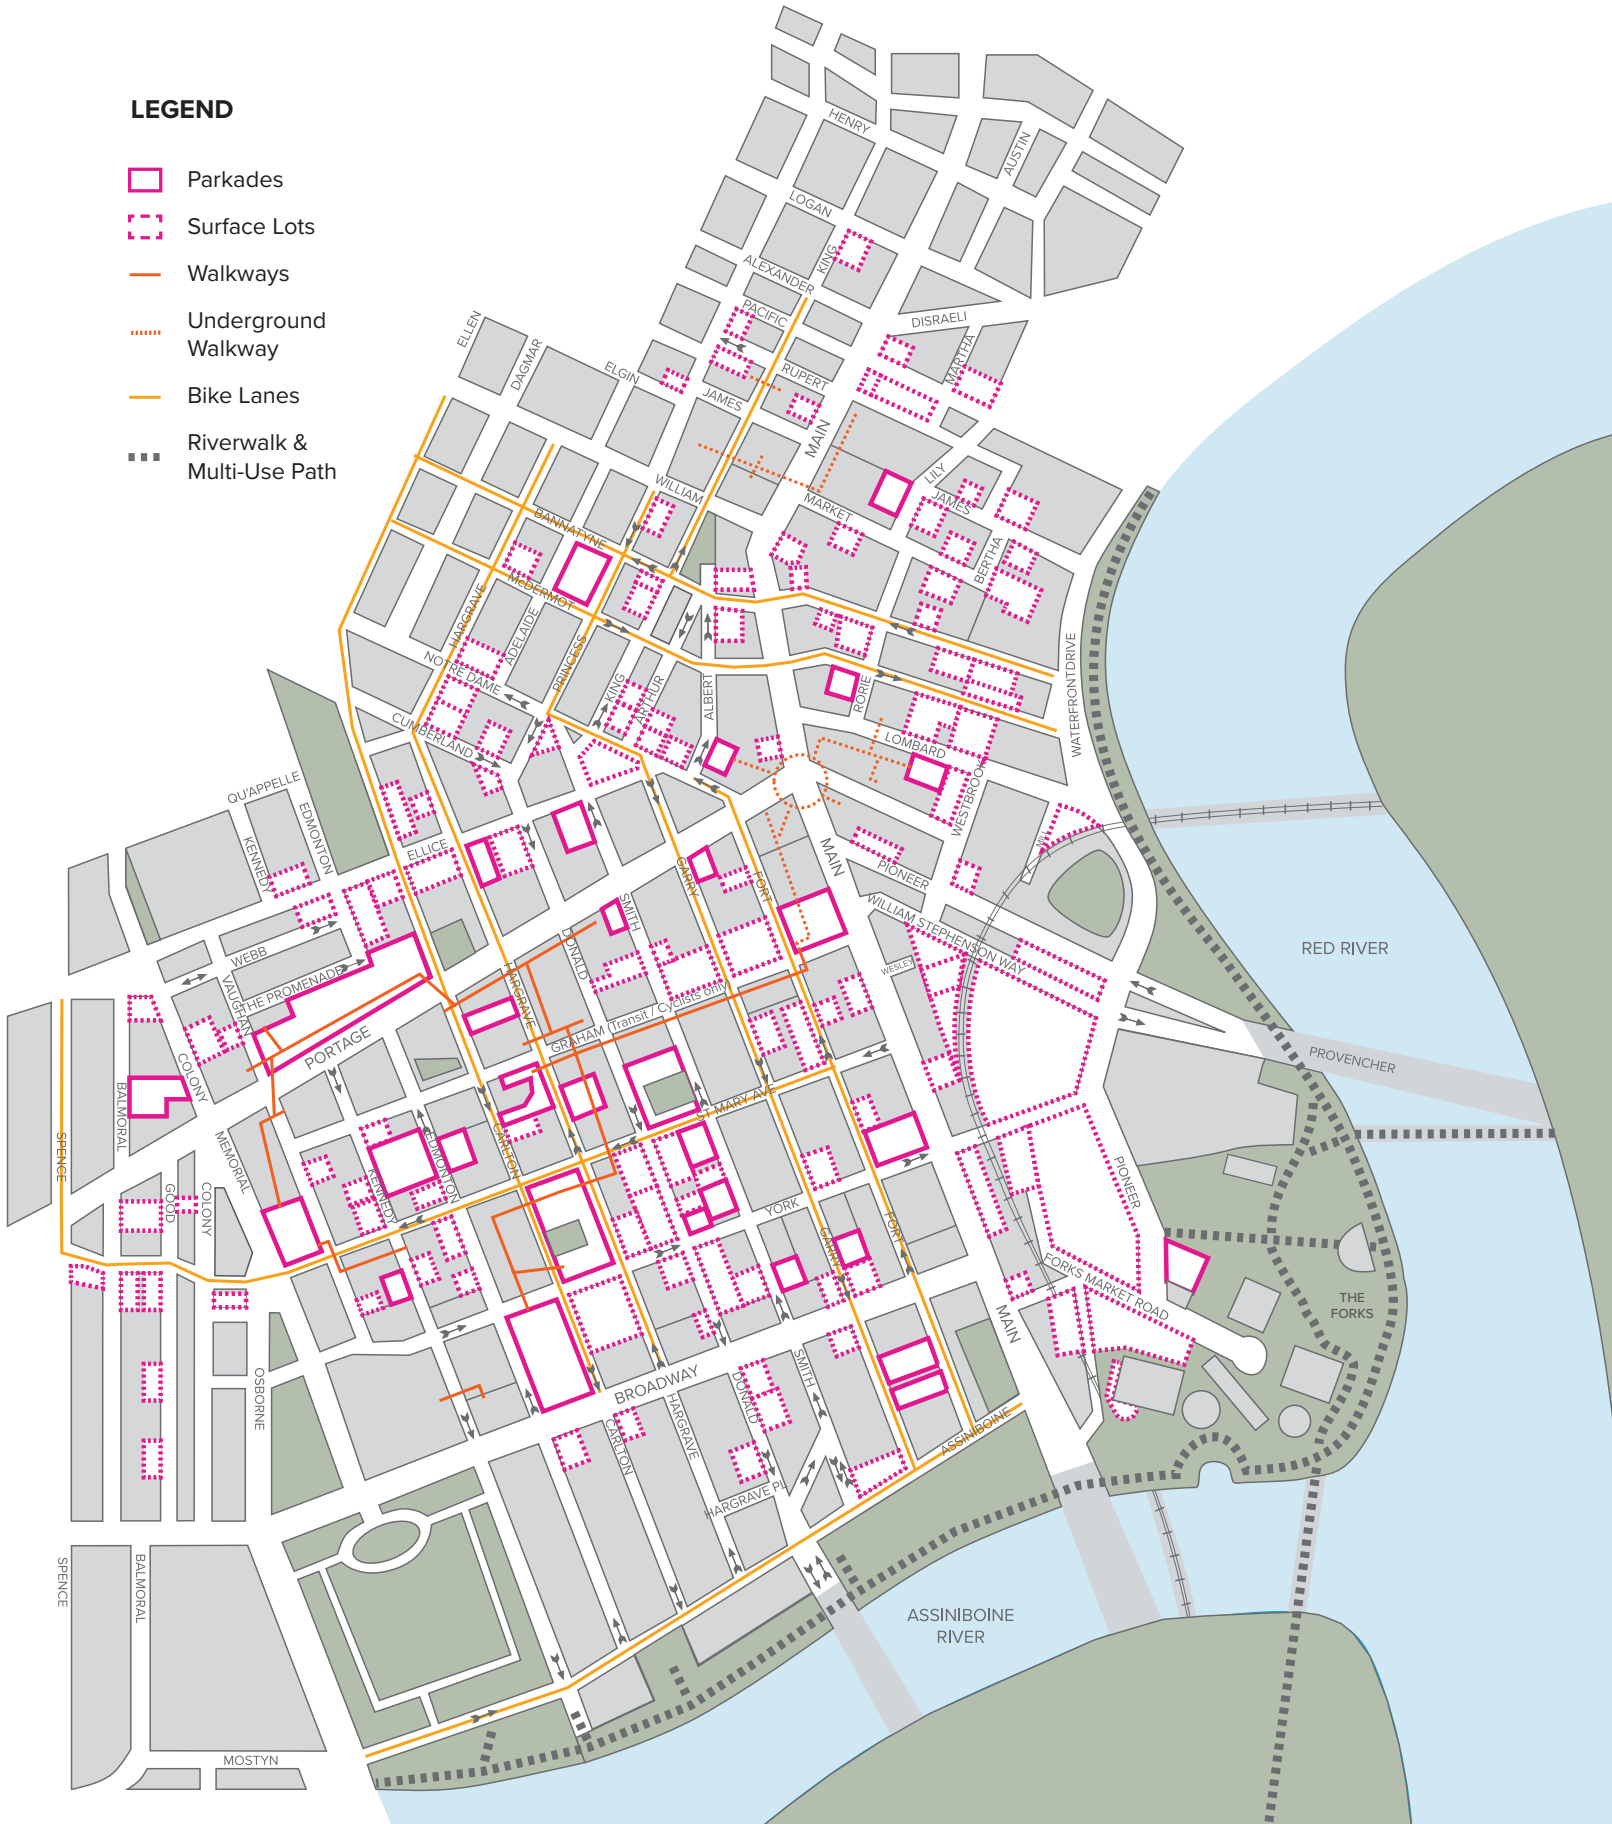 LEGEND
Parkades
Surface Lots
Walkways
Underground
Walkway
Bike Lanes
Riverwalk &
Multi-Use Path
HENRY
AUSTIN
LOGAN
KING
ALEXANDER
PACIFIC
DISRAELI
MARTHA
ELLEN
DAGMAR
ELGIN
RUPERT
JAMES
MAIN
LILY
JAMES
WILLIAM
MARKET
BANNATYNE
BERTHA
McDERMOT
HARGRAVE
ADELAIDE
PRINCESS
NOTRE DAME
KING
ARTHUR
ALBERT
RORIE
WATERFRONT DRIVE
CUMBERLAND
LOMBARD
QU'APPELLE
EDMONTON
KENNEDY
WESTBROOK
MILL
ELLICE
MAIN
GARRY
FORT
PIONEER
SMITH
WILLIAM STEPHENSON WAY
DONALD
WEBB
THE PROMENADE
VAUGHAN
HARGRAVE
WESLEY
RED RIVER
GRAHAM (Transit / Cyclists only)
PORTAGE
COLONY
PROVENCHER
BALMORAL
ST MARY AVE
SPENCE
MEMORIAL
EDMONTON
CARLTON
KENNEDY
PIONEER
GOOD
COLONY
YORK
GARRY
FORT
FORKS MARKET ROAD
THE
FORKS
MAIN
OSBORNE
BROADWAY
SMITH
DONALD
HARGRAVE
CARLTON
ASSINIBOINE
HARGRAVE PL
SPENCE
BALMORAL
ASSINIBOINE
RIVER
MOSTYN